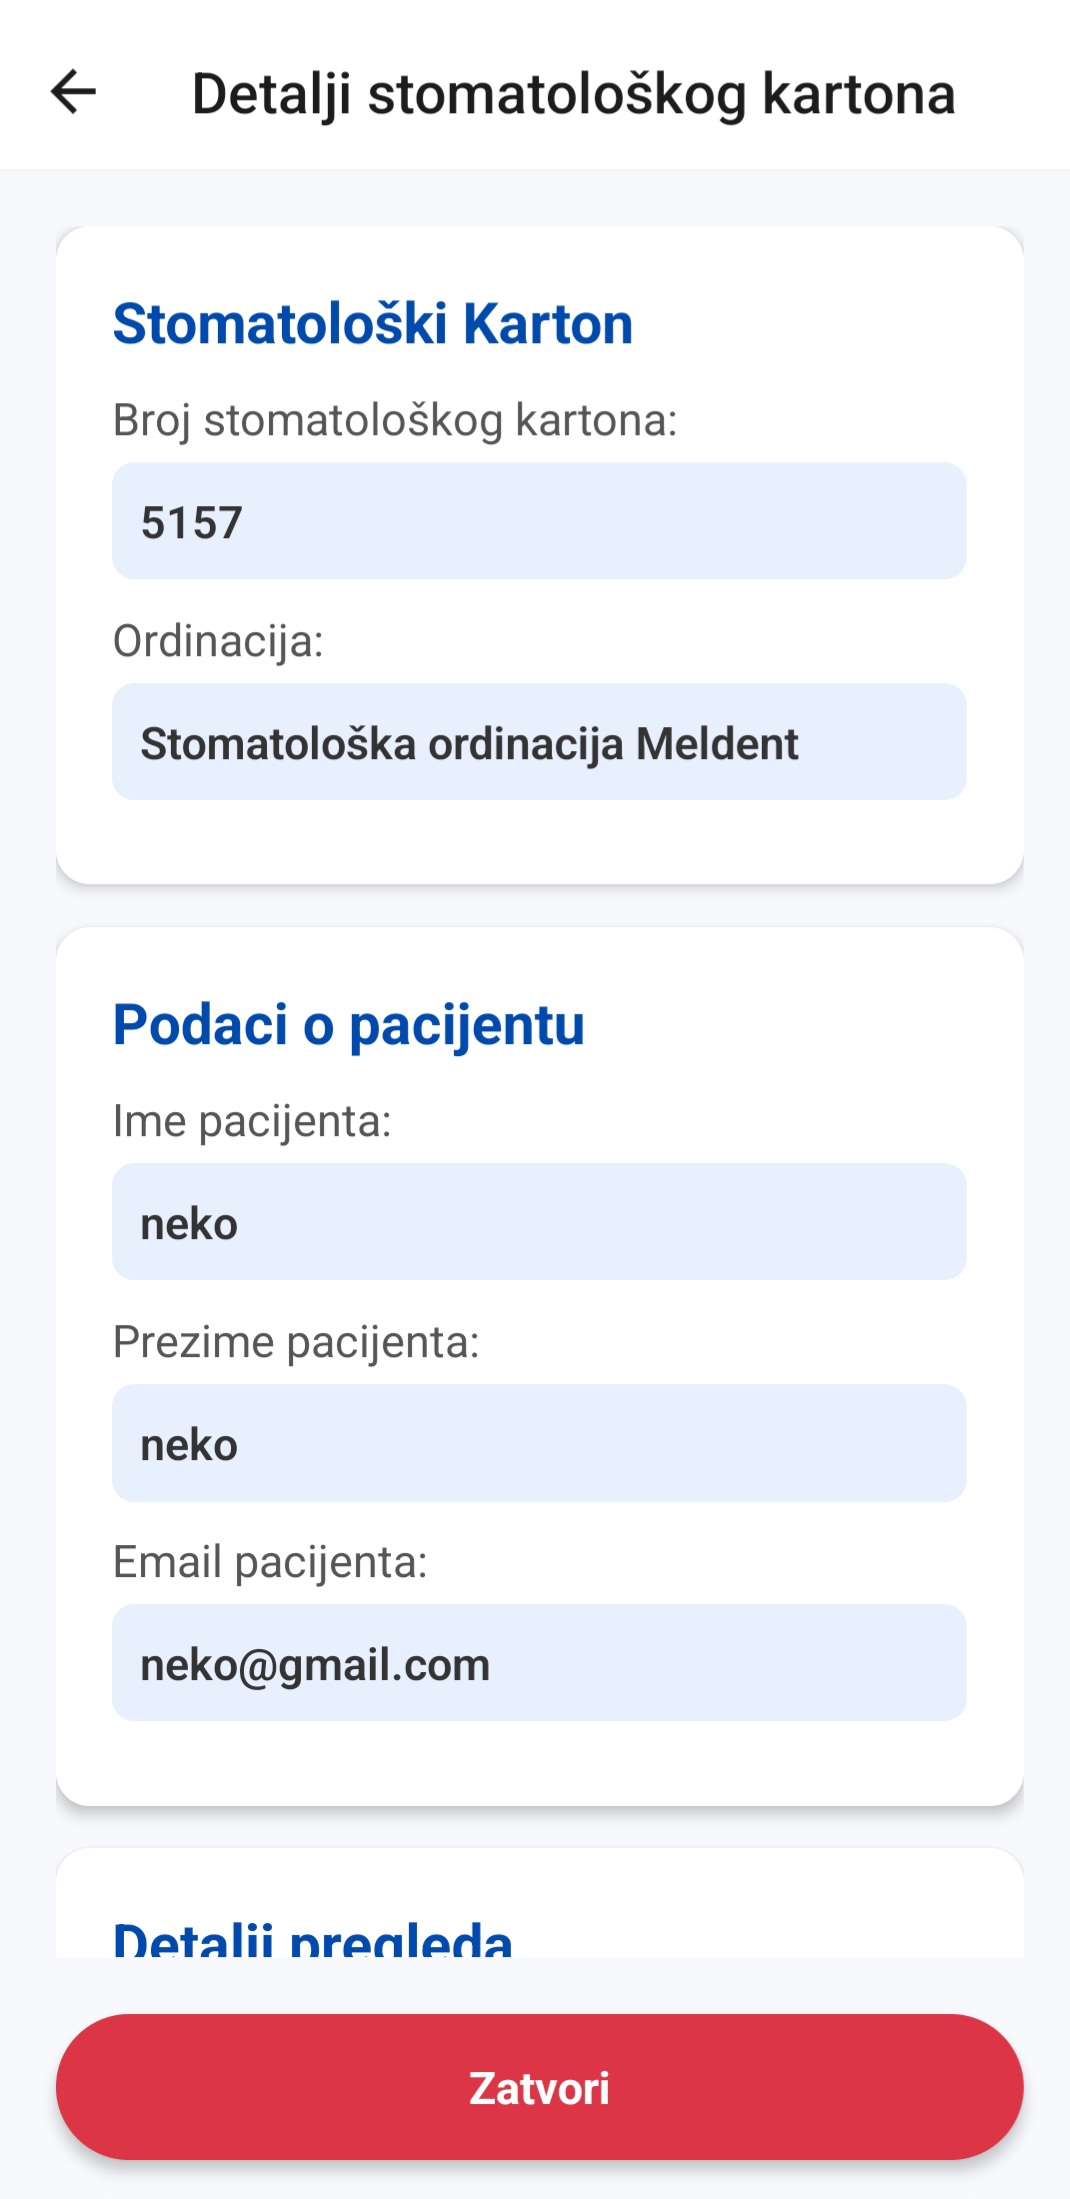 Detalji stomatološkog kartona
Stomatološki Karton
Broj stomatološkog kartona:
5157
Ordinacija:
Stomatološka ordinacija Meldent
Podaci o pacijentu
Ime pacijenta:
neko
Prezime pacijenta:
neko
Email pacijenta:
neko@gmail.com
Detalji pregleda
Zatvori